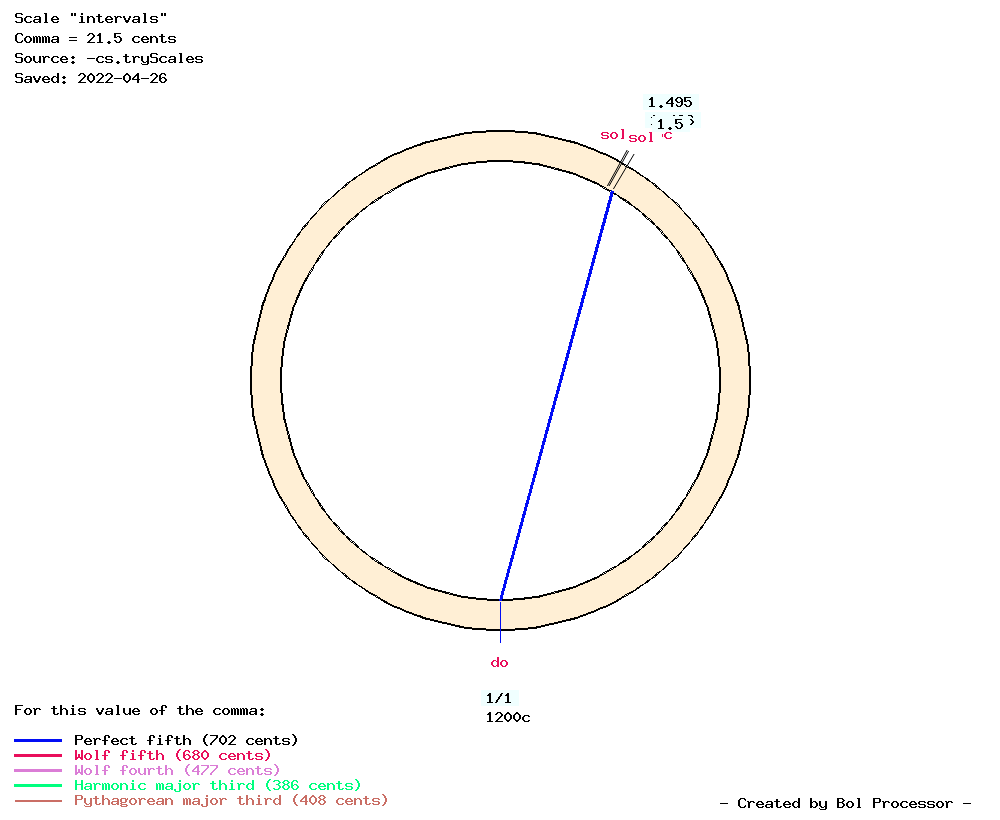 Scale "intervals"
Comma = 21.5 cents
Source: -cs.tryScales
Saved: 2022-04-26
1.495
1.5
sol sol c
do
1/1
1200c
For this value of the comma:
Perfect fifth (702 cents)
Wolf fifth (680 cents)
Wolf fourth (477 cents)
Harmonic major third (386 cents)
Pythagorean major third (408 cents)
- Created by Bol Processor -